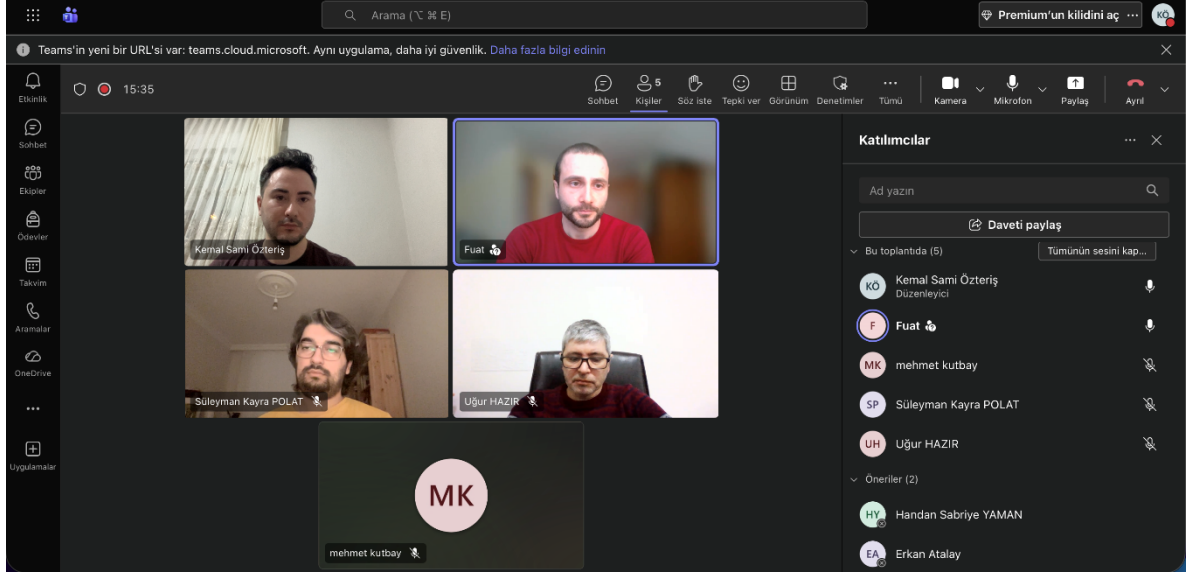 Arama (⌥ ⌘ E)
Premium'un kilidini aç ...
KÖ
Teams'in yeni bir URL'si var: teams.cloud.microsoft. Aynı uygulama, daha iyi güvenlik. Daha fazla bilgi edinin
Etkinlik
Sohbet
Ekipler
Ödevler
Takvim
Aramalar
OneDrive
Uygulamalar
15:35
Sohbet
Kişiler
5
Söz iste
Tepki ver
Görünüm
Denetimler
Tümü
Kamera
Mikrofon
Paylaş
Ayrıl
Kemal Sami Özteriş
Fuat
Süleyman Kayra POLAT
Uğur HAZIR
MK
mehmet kutbay
Katılımcılar
Ad yazın
Daveti paylaş
Bu toplantıda (5)
Tümünün sesini kap...
KÖ
Kemal Sami Özteriş
Düzenleyici
F
Fuat
MK
mehmet kutbay
SP
Süleyman Kayra POLAT
UH
Uğur HAZIR
Öneriler (2)
HY
Handan Sabriye YAMAN
EA
Erkan Atalay